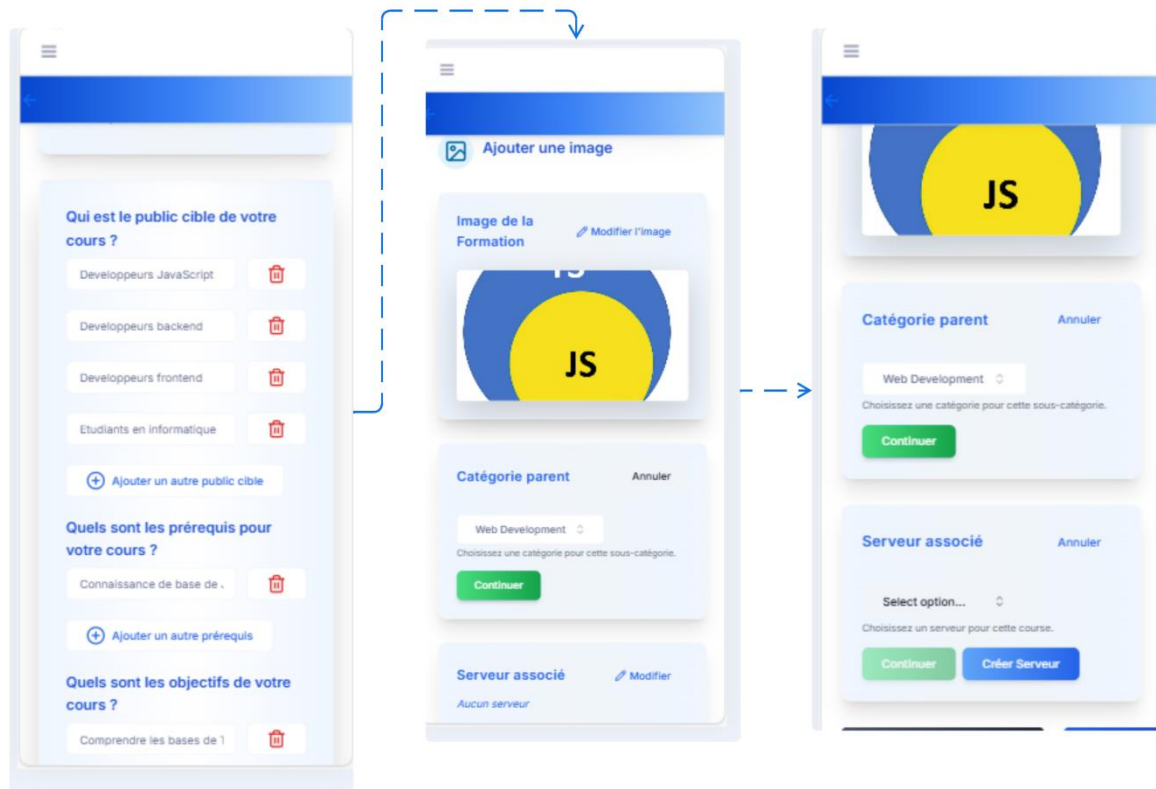 Qui est le public cible de votre
cours ?
Developpeurs JavaScript
Developpeurs backend
Developpeurs frontend
Etudiants en informatique
Ajouter un autre public cible
Quels sont les prérequis pour
votre cours ?
Connaissance de base de
Ajouter un autre prérequis
Quels sont les objectifs de votre
cours ?
Comprendre les bases de
Ajouter une image
Image de la
Formation
Modifier l'image
JS
JS
Catégorie parent
Annuler
Web Development
Choisissez une catégorie pour cette sous-catégorie.
Continuer
Serveur associé
Modifier
Aucun serveur
JS
Catégorie parent
Annuler
Web Development
Choisissez une catégorie pour cette sous-catégorie.
Continuer
Serveur associé
Annuler
Select option...
Choisissez un serveur pour cette course.
Continuer
Créer Serveur